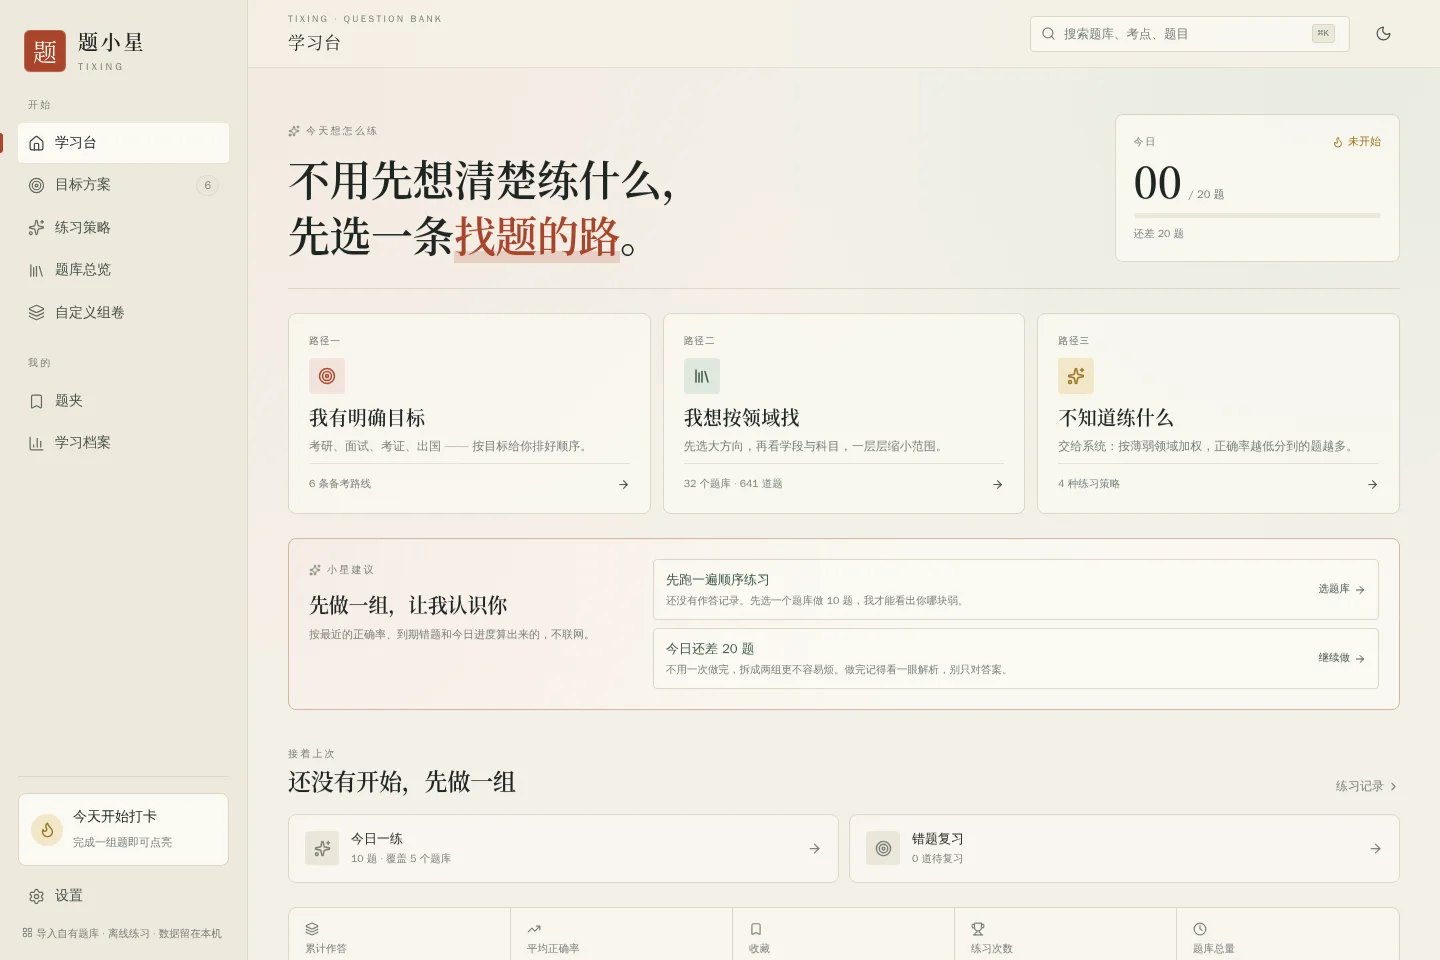 题
题小星
TIXING
开始
学习台
目标方案
6
练习策略
题库总览
自定义组卷
我的
题夹
学习档案
今天开始打卡
完成一组题即可点亮
设置
导入自有题库 · 离线练习 · 数据留在本机
TIXING · QUESTION BANK
学习台
搜索题库、考点、题目
⌘K
今天想怎么练
不用先想清楚练什么，
先选一条找题的路。
今日
未开始
00 / 20 题
还差 20 题
路径一
我有明确目标
考研、面试、考证、出国 —— 按目标给你排好顺序。
6 条备考路线
路径二
我想按领域找
先选大方向，再看学段与科目，一层层缩小范围。
32 个题库 · 641 道题
路径三
不知道练什么
交给系统：按薄弱领域加权，正确率越低分到的题越多。
4 种练习策略
小星建议
先做一组，让我认识你
按最近的正确率、到期错题和今日进度算出来的，不联网。
先跑一遍顺序练习
还没有作答记录。先选一个题库做 10 题，我才能看出你哪块弱。
选题库
今日还差 20 题
不用一次做完，拆成两组更不容易烦。做完记得看一眼解析，别只对答案。
继续做
接着上次
还没有开始，先做一组
练习记录
今日一练
10 题 · 覆盖 5 个题库
错题复习
0 道待复习
累计作答
平均正确率
收藏
练习次数
题库总量